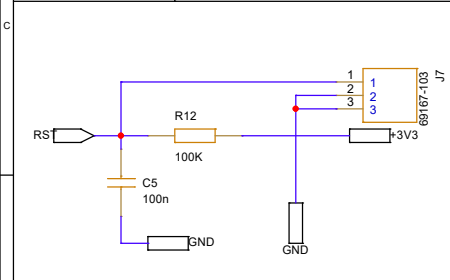 C
J7
1 1
2 2
3 3
69167-103
R12
RST
+3V3
100K
C5
100n
GND
GND